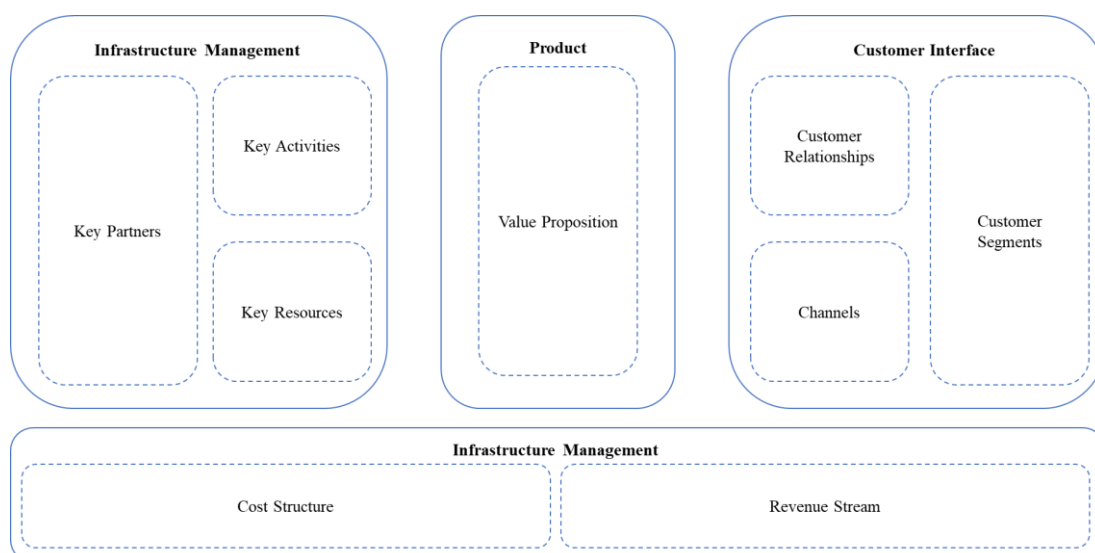 Infrastructure Management
Key Partners
Key Activities
Key Resources
Product
Value Proposition
Customer Interface
Customer
Relationships
Channels
Customer
Segments
Infrastructure Management
Cost Structure
Revenue Stream